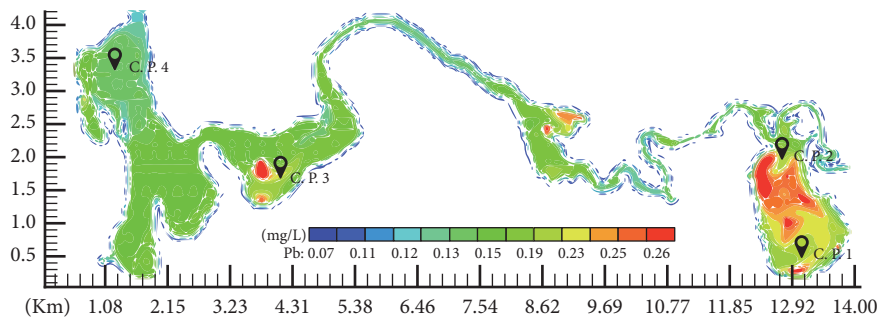 4.0
3.5
C. P. 4
3.0
2.5
2.0
C. P. 2
C. P. 3
1.5
1.0
(mg/L)
0.5
Pb: 0.07 0.11 0.12 0.13 0.15 0.19 0.23 0.25 0.26
C. P. 1
(Km) 1.08 2.15 3.23 4.31 5.38 6.46 7.54 8.62 9.69 10.77 11.85 12.92 14.00